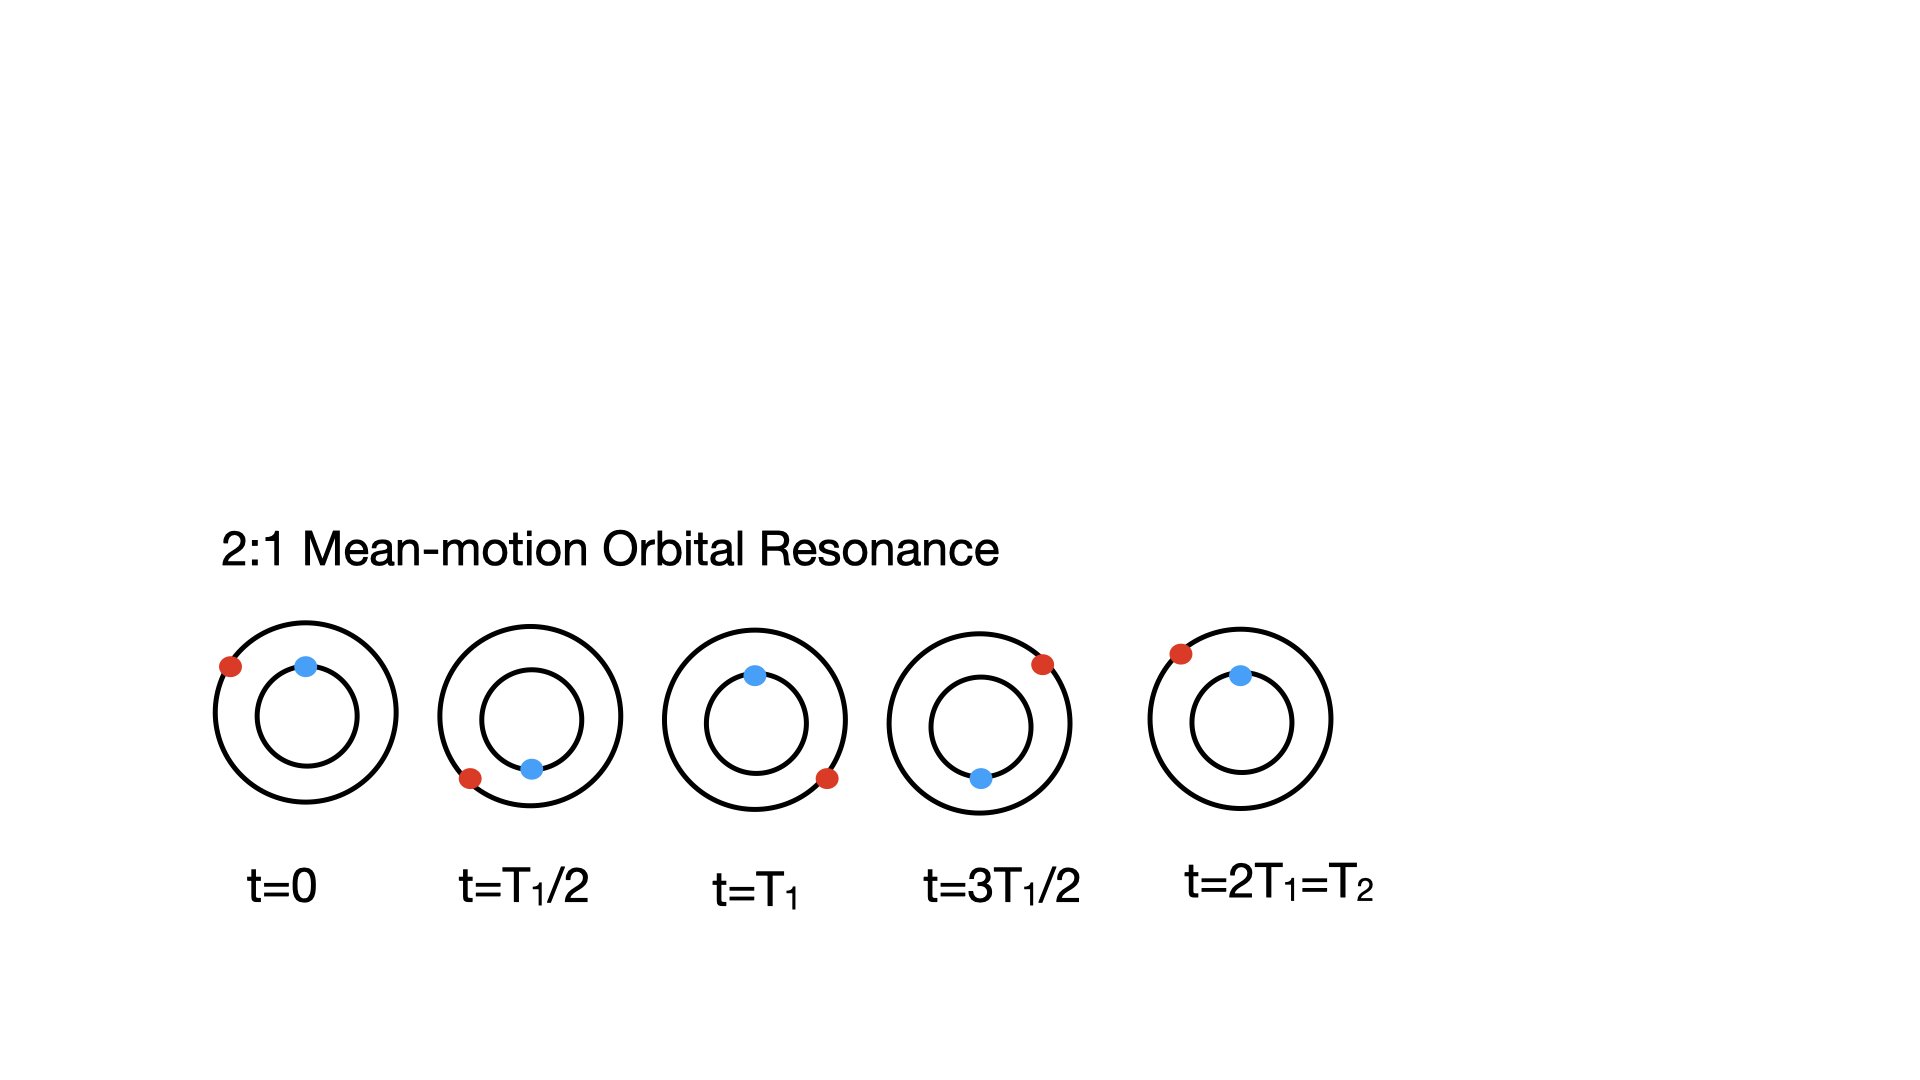 2:1 Mean-motion Orbital Resonance
t=0 t=T₁/2 t=T₁ t=3T₁/2 t=2T₁=T₂